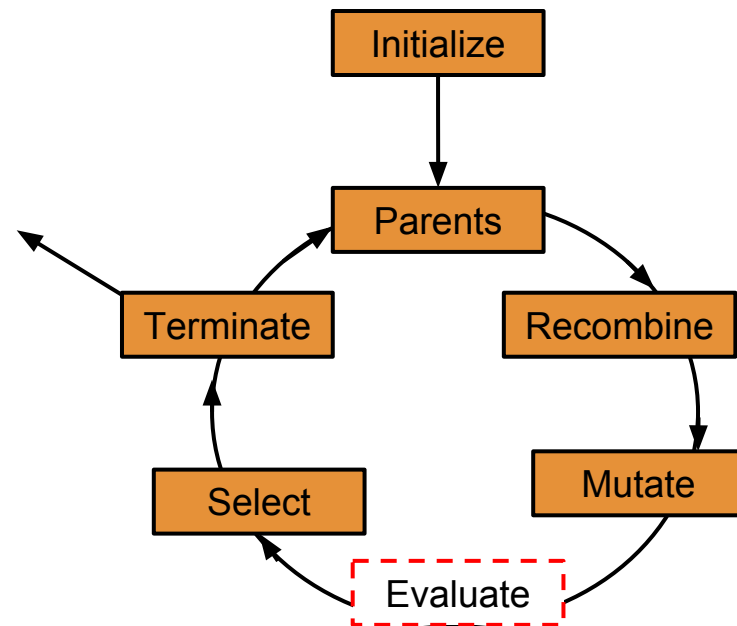 Initialize
Parents
Terminate
Recombine
Select
Mutate
Evaluate